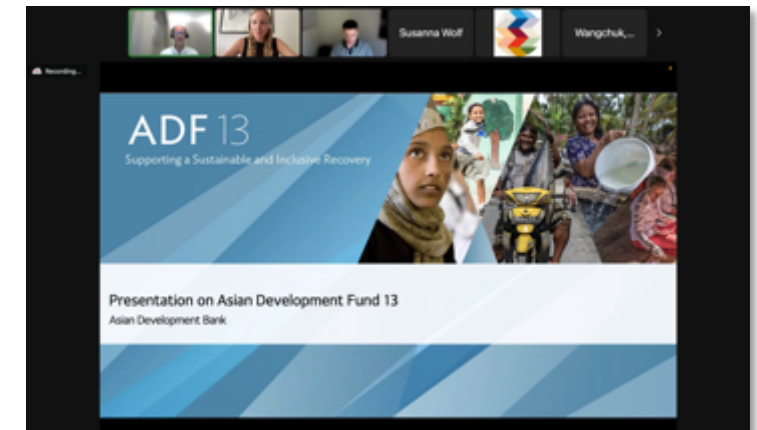 Susanna Wolf
Wangchuk,...
Recording...
ADF 13
Supporting a Sustainable and Inclusive Recovery
Presentation on Asian Development Fund 13
Asian Development Bank